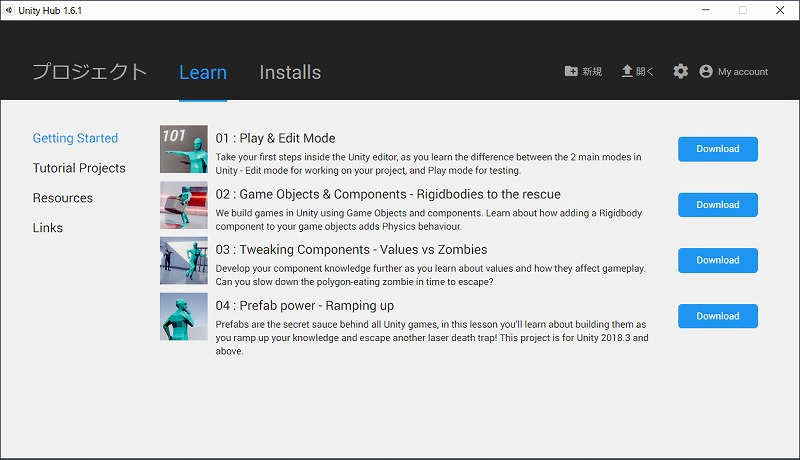 Unity Hub 1.6.1
プロジェクト Learn Installs 新規 開く My account
Getting Started
Tutorial Projects
Resources
Links
101
01 : Play & Edit Mode
Take your first steps inside the Unity editor, as you learn the difference between the 2 main modes in
Unity - Edit mode for working on your project, and Play mode for testing.
Download
02 : Game Objects & Components - Rigidbodies to the rescue
We build games in Unity using Game Objects and components. Learn about how adding a Rigidbody
component to your game objects adds Physics behaviour.
Download
03 : Tweaking Components - Values vs Zombies
Develop your component knowledge further as you learn about values and how they affect gameplay.
Can you slow down the polygon-eating zombie in time to escape?
Download
04 : Prefab power - Ramping up
Prefabs are the secret sauce behind all Unity games, in this lesson you'll learn about building them as
you ramp up your knowledge and escape another laser death trap! This project is for Unity 2018.3 and
above.
Download